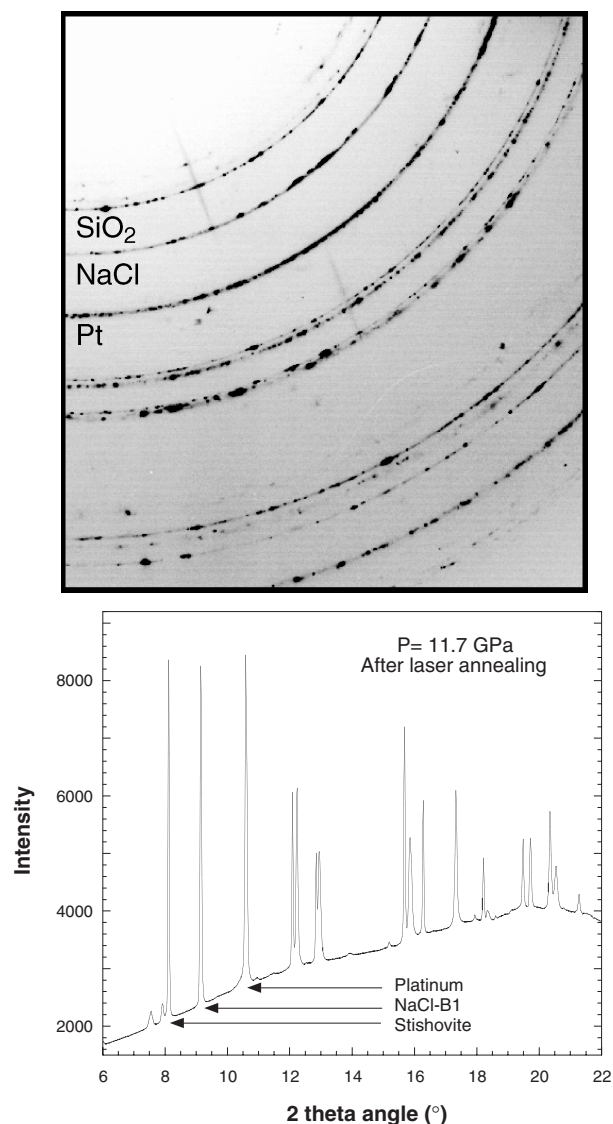 SiO₂
NaCl
Pt
P= 11.7 GPa
After laser annealing
8000
6000
4000
2000
Intensity
Platinum
NaCl-B1
Stishovite
6 8 10 12 14 16 18 20 22
2 theta angle (°)